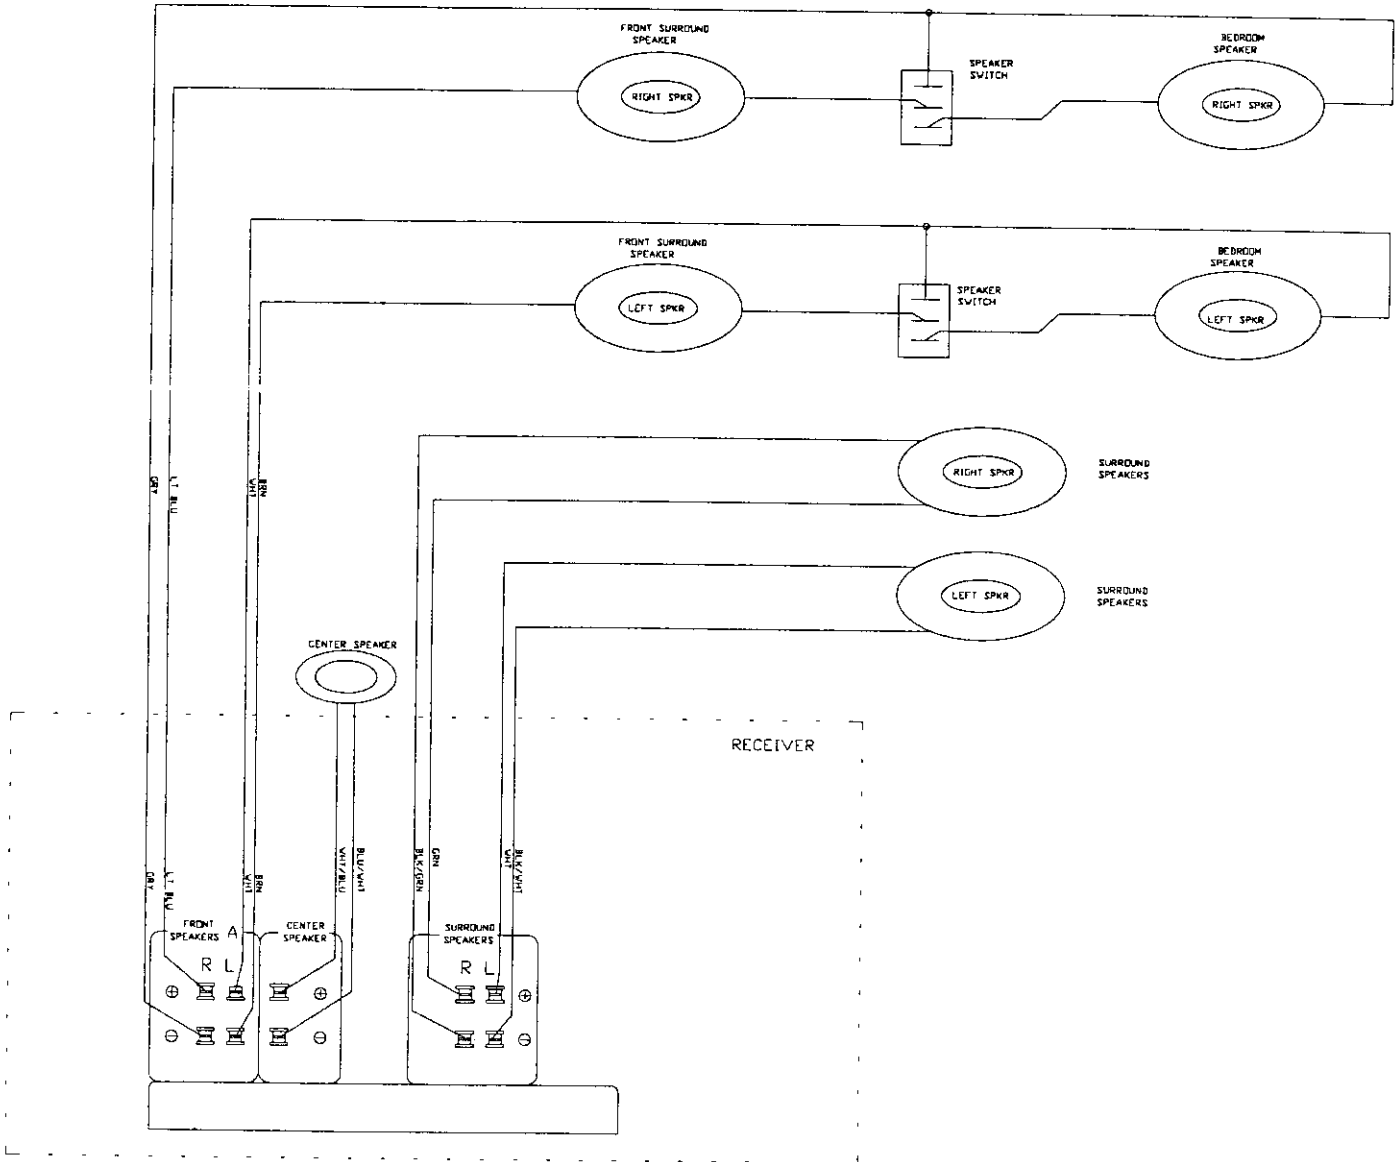 FRONT SURROUND
SPEAKER
RIGHT SPKR
SPEAKER
SWITCH
BEDROOM
SPEAKER
RIGHT SPKR
FRONT SURROUND
SPEAKER
LEFT SPKR
SPEAKER
SWITCH
BEDROOM
SPEAKER
LEFT SPKR
GRY
LT BLU
WHT
BRN
RIGHT SPKR
SURROUND
SPEAKERS
LEFT SPKR
SURROUND
SPEAKERS
CENTER SPEAKER
RECEIVER
GRY
LT BLU
WHT
BRN
WHT/BLU
BLU/WHT
BLK/GRN
GRN
WHT
BLK/WHT
FRONT
SPEAKERS A
CENTER
SPEAKER
SURROUND
SPEAKERS
R L
R L
+ + +
- - -